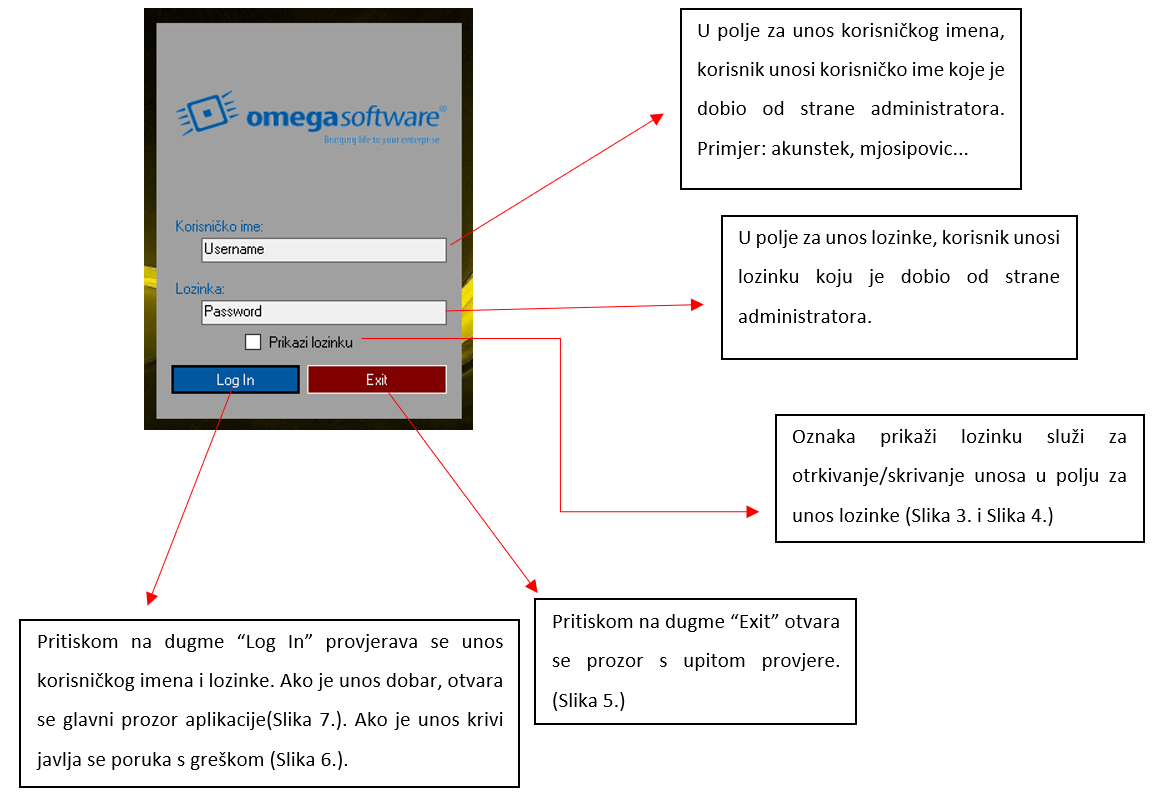 omegasoftware®
Bringing life to your enterprise
Korisničko ime:
Username
Lozinka:
Password
Prikazi lozinku
Log In
Exit
U polje za unos korisničkog imena,
korisnik unosi korisničko ime koje je
dobio od strane administratora.
Primjer: akunstek, mjosipovic...
U polje za unos lozinke, korisnik unosi
lozinku koju je dobio od strane
administratora.
Oznaka prikaži lozinku služi za
otrkivanje/skrivanje unosa u polju za
unos lozinke (Slika 3. i Slika 4.)
Pritiskom na dugme “Exit” otvara
se prozor s upitom provjere.
(Slika 5.)
Pritiskom na dugme “Log In” provjerava se unos
korisničkog imena i lozinke. Ako je unos dobar, otvara
se glavni prozor aplikacije(Slika 7.). Ako je unos krivi
javlja se poruka s greškom (Slika 6.).